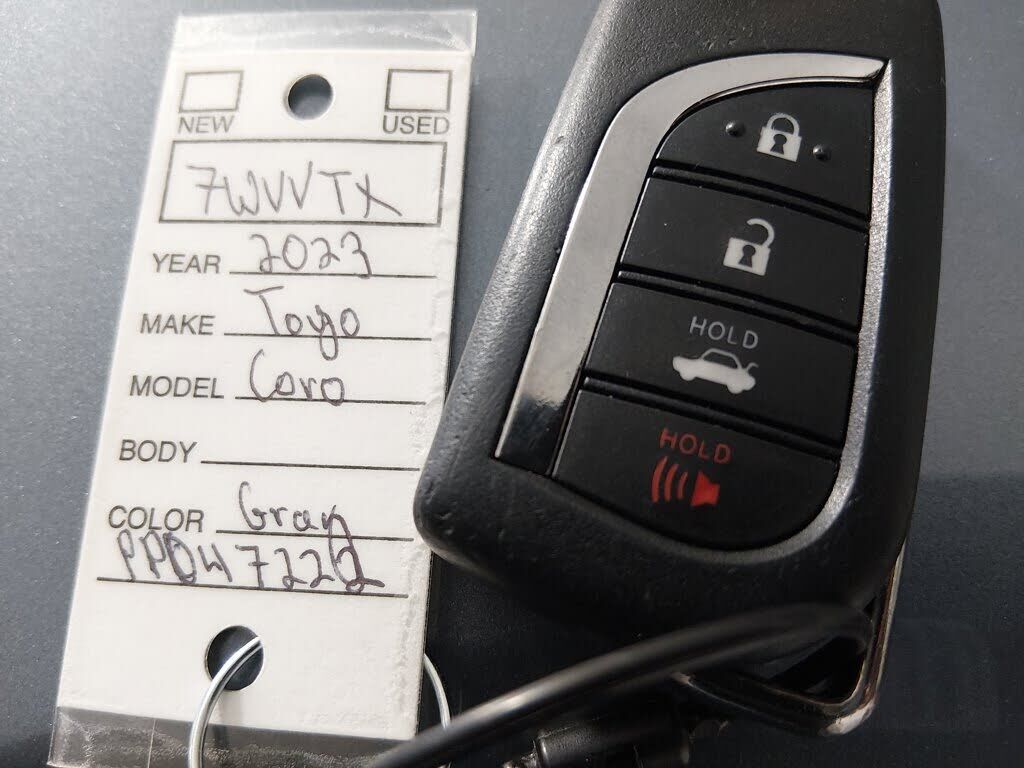 NEW USED
7WVVTX
YEAR 2023
MAKE Toyo
MODEL Coro
BODY
COLOR Gray
PP047222
HOLD
HOLD